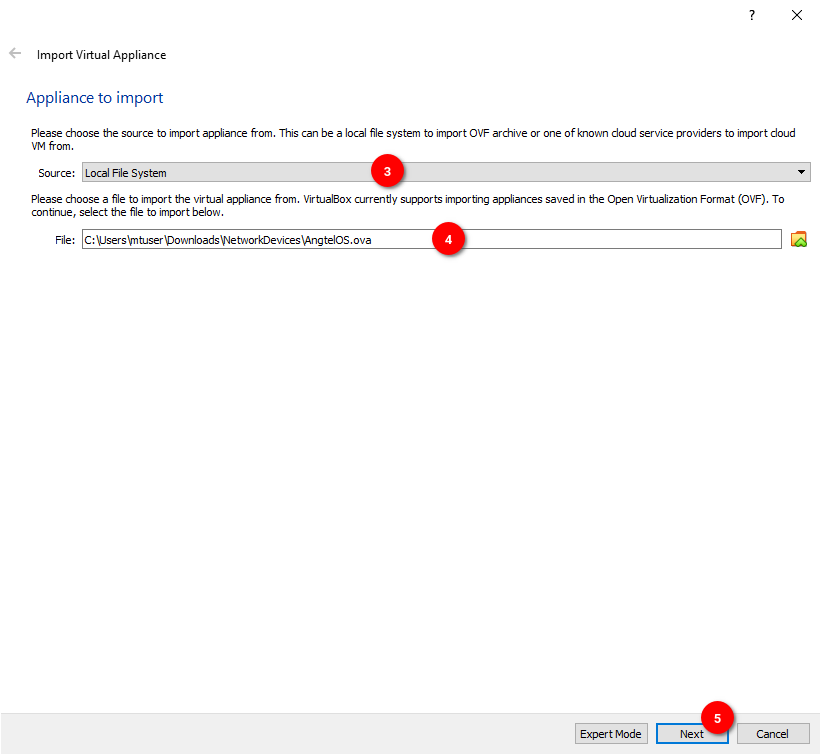 ?
Import Virtual Appliance
Appliance to import
Please choose the source to import appliance from. This can be a local file system to import OVF archive or one of known cloud service providers to import cloud
VM from.
Source: Local File System 3
Please choose a file to import the virtual appliance from. VirtualBox currently supports importing appliances saved in the Open Virtualization Format (OVF). To
continue, select the file to import below.
File: C:\Users\mtuser\Downloads\NetworkDevices\AngtelOS.ova 4
5
Expert Mode Next Cancel